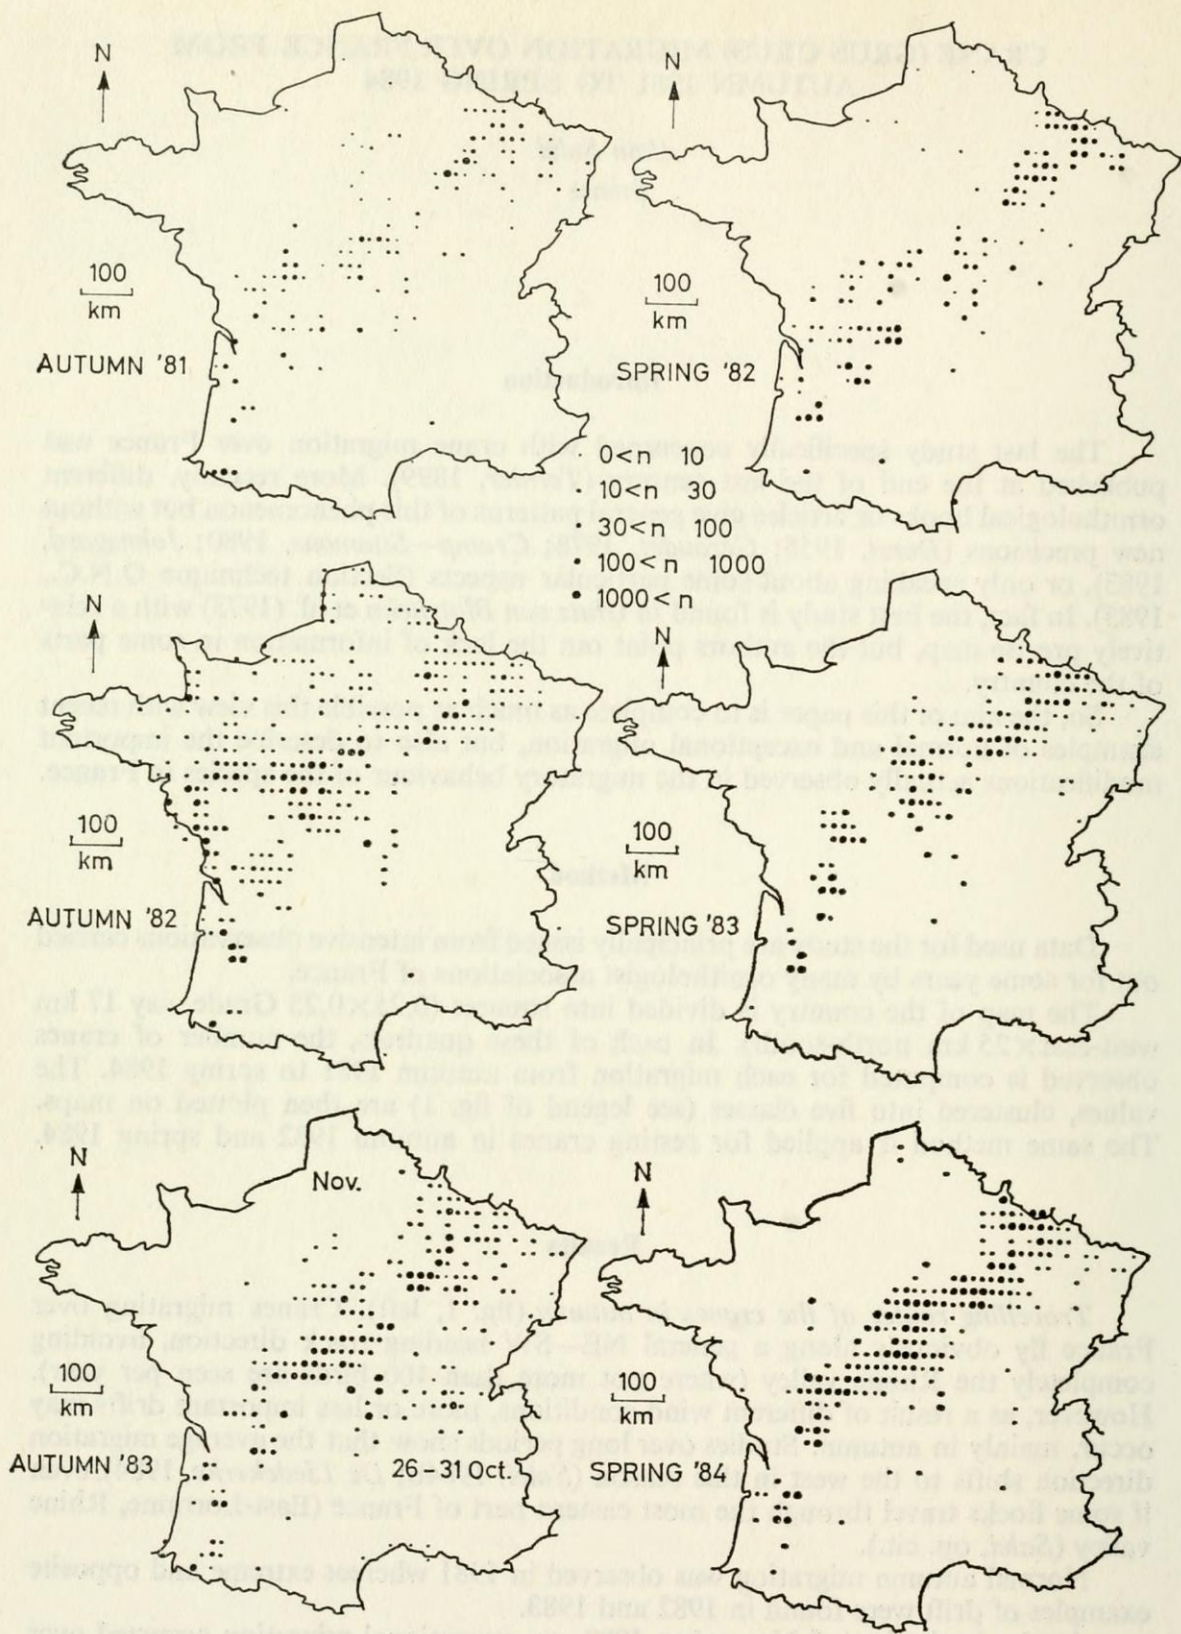 N
100
km
AUTUMN '81
N
100
km
SPRING '82
0<n 10
10<n 30
30<n 100
100<n 1000
1000<n
N
100
km
AUTUMN '82
N
100
km
SPRING '83
N
Nov.
100
km
AUTUMN '83
26-31 Oct.
N
100
km
SPRING '84